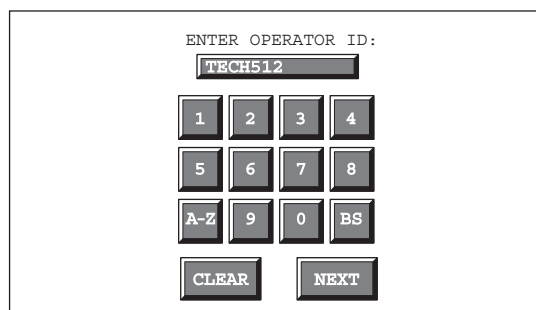 ENTER OPERATOR ID:
TECH512
1 2 3 4
5 6 7 8
A-Z 9 0 BS
CLEAR NEXT